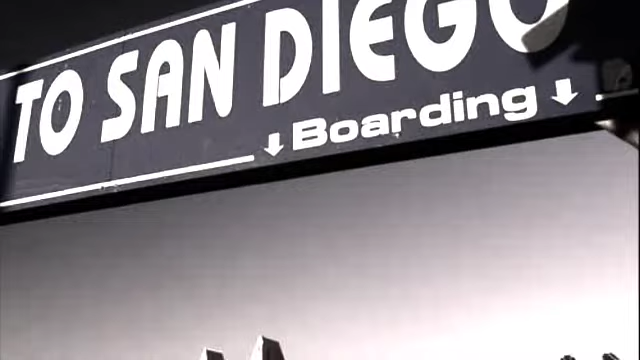 TO SAN DIEGO
↓ Boarding ↓